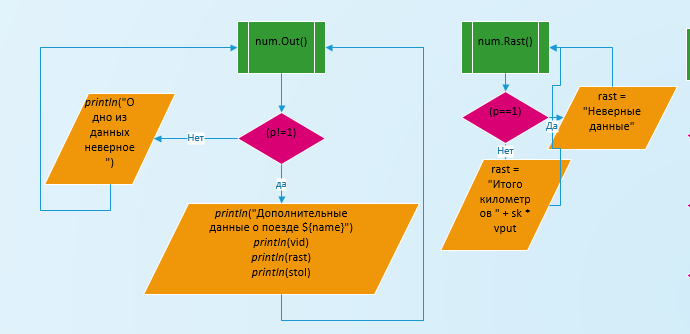 num.Out()
println("О
дно из
данных
неверное
")
Нет
(p!=1)
да
println("Дополнительные
данные о поезде ${name}")
println(vid)
println(rast)
println(stol)
num.Rast()
(p==1)
Да
rast =
"Неверные
данные"
Нет
rast =
"Итого
километр
ов " + sk *
vput